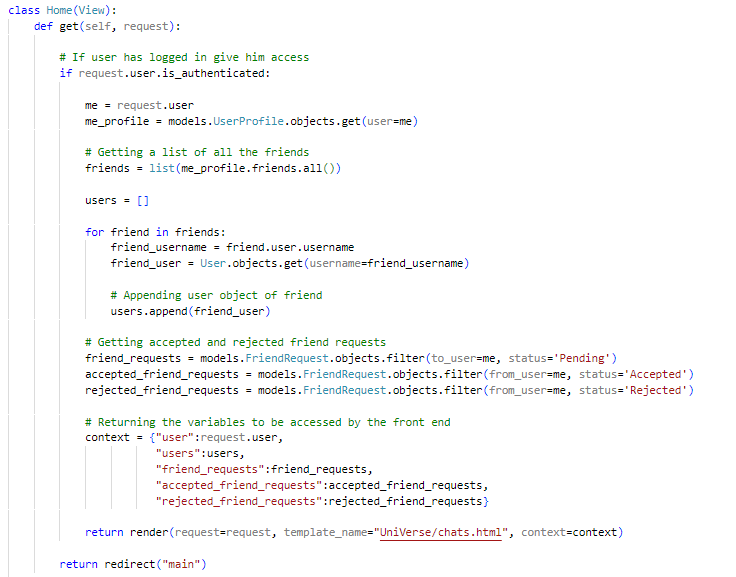 class Home(View):
    def get(self, request):
        # If user has logged in give him access
        if request.user.is_authenticated:
            me = request.user
            me_profile = models.UserProfile.objects.get(user=me)
            # Getting a list of all the friends
            friends = list(me_profile.friends.all())
            users = []
            for friend in friends:
                friend_username = friend.user.username
                friend_user = User.objects.get(username=friend_username)
                # Appending user object of friend
                users.append(friend_user)
            # Getting accepted and rejected friend requests
            friend_requests = models.FriendRequest.objects.filter(to_user=me, status='Pending')
            accepted_friend_requests = models.FriendRequest.objects.filter(from_user=me, status='Accepted')
            rejected_friend_requests = models.FriendRequest.objects.filter(from_user=me, status='Rejected')
            # Returning the variables to be accessed by the front end
            context = {"user":request.user,
                       "users":users,
                       "friend_requests":friend_requests,
                       "accepted_friend_requests":accepted_friend_requests,
                       "rejected_friend_requests":rejected_friend_requests}
            return render(request=request, template_name="UniVerse/chats.html", context=context)
        return redirect("main")